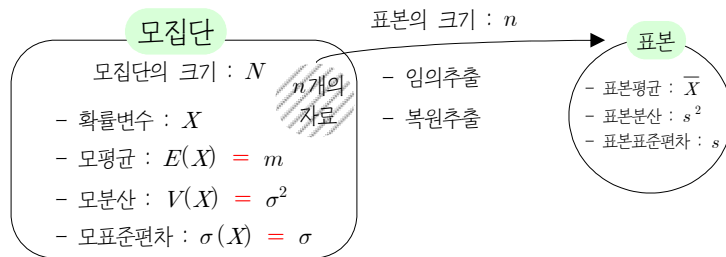 모집단
모집단의 크기 : N
n개의
자료
- 확률변수 : X
- 모평균 : E(X) = m
- 모분산 : V(X) = σ²
- 모표준편차 : σ(X) = σ
표본의 크기 : n
- 임의추출
- 복원추출
표본
- 표본평균 : X̅
- 표본분산 : s²
- 표본표준편차 : s